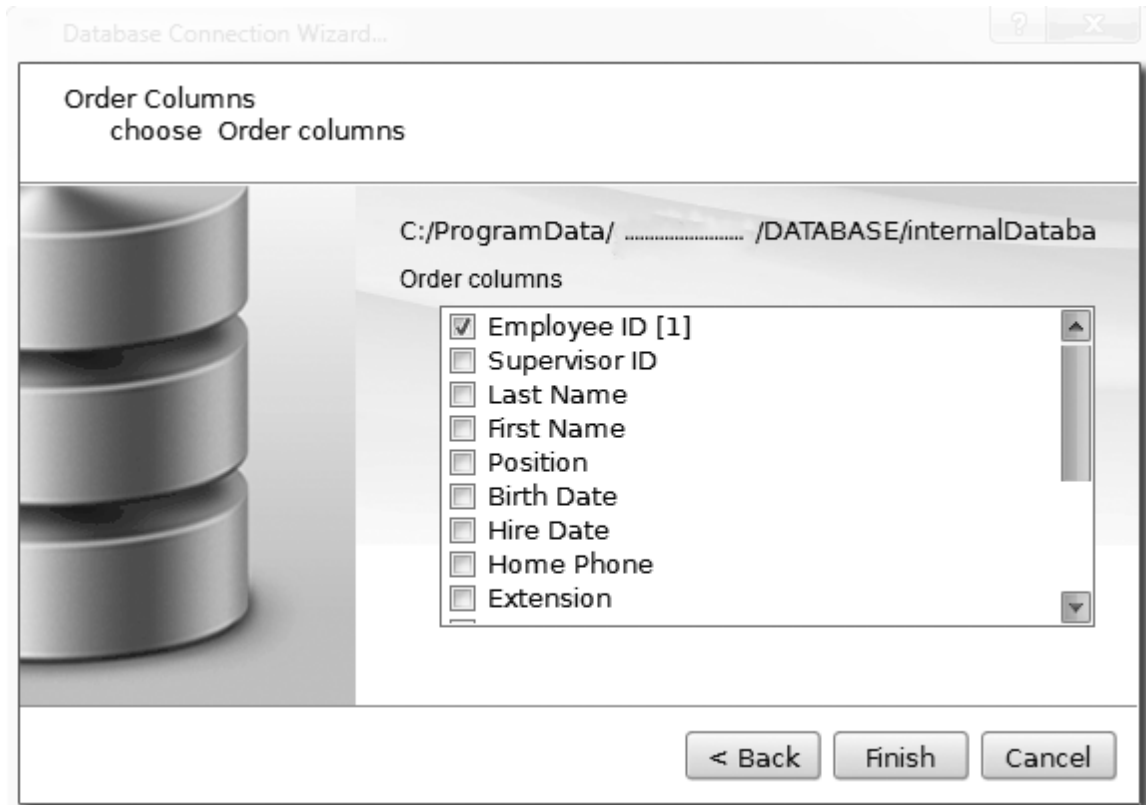 Database Connection Wizard...
Order Columns
choose Order columns
C:/ProgramData/ ........................ /DATABASE/internalDataba
Order columns
Employee ID [1]
Supervisor ID
Last Name
First Name
Position
Birth Date
Hire Date
Home Phone
Extension
< Back
Finish
Cancel